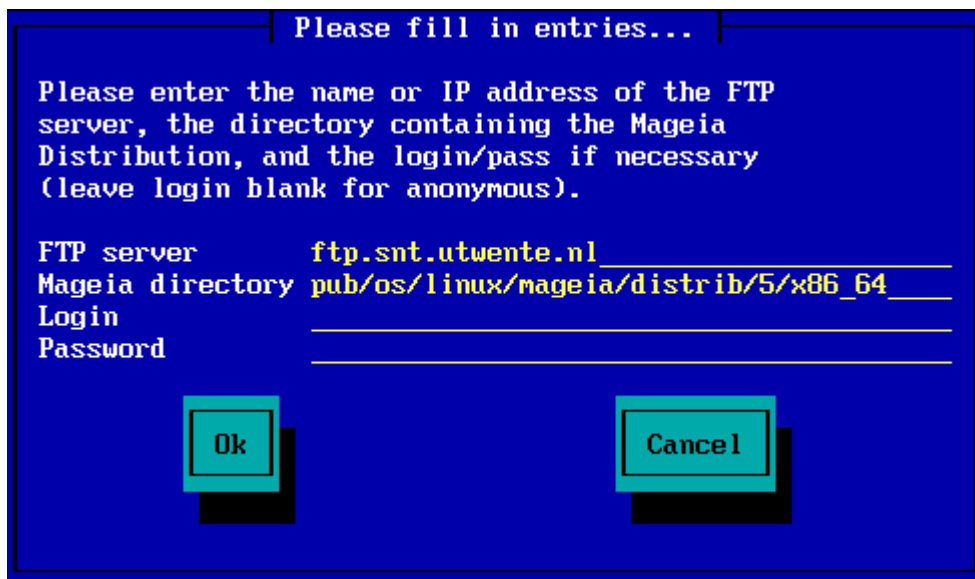 Please fill in entries...
Please enter the name or IP address of the FTP
server, the directory containing the Mageia
Distribution, and the login/pass if necessary
(leave login blank for anonymous).
FTP server ftp.snt.utwente.nl
Mageia directory pub/os/linux/mageia/distrib/5/x86_64
Login
Password
Ok Cancel